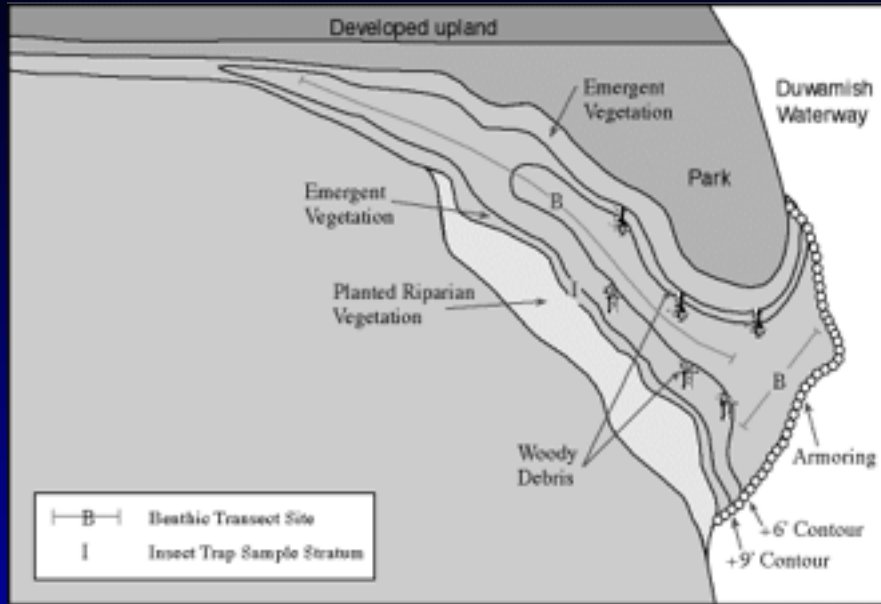 Developed upland
Emergent
Vegetation
Duwamish
Waterway
Park
B
Emergent
Vegetation
I
Planted Riparian
Vegetation
B
Woody
Debris
Armoring
+6' Contour
+9' Contour
B Benthic Transect Site
I Insect Trap Sample Stratum